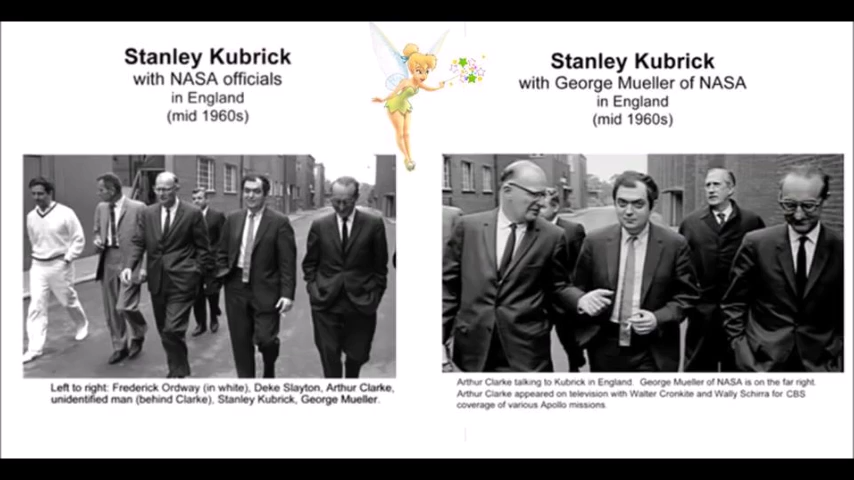 Stanley Kubrick
with NASA officials
in England
(mid 1960s)
Left to right: Frederick Ordway (in white), Deke Slayton, Arthur Clarke,
unidentified man (behind Clarke), Stanley Kubrick, George Mueller.
Stanley Kubrick
with George Mueller of NASA
in England
(mid 1960s)
Arthur Clarke talking to Kubrick in England. George Mueller of NASA is on the far right.
Arthur Clarke appeared on television with Walter Cronkite and Wally Schirra for CBS
coverage of various Apollo missions.